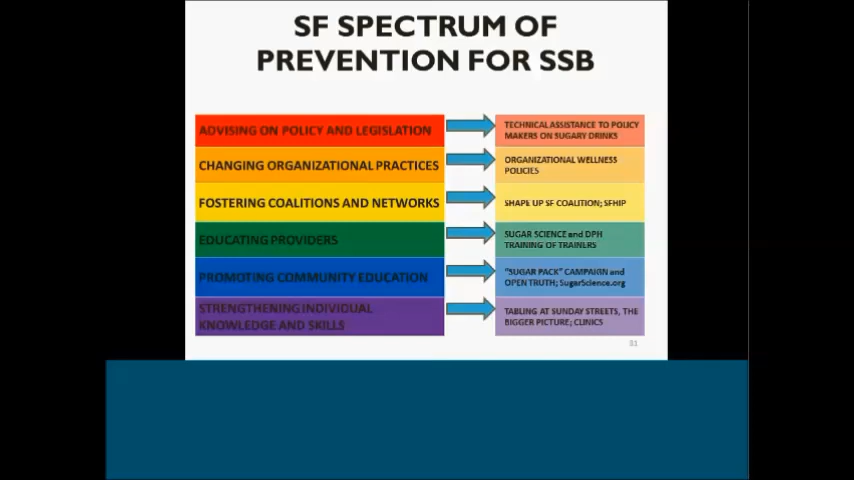 SF SPECTRUM OF
PREVENTION FOR SSB
ADVISING ON POLICY AND LEGISLATION
TECHNICAL ASSISTANCE TO POLICY
MAKERS ON SUGARY DRINKS
CHANGING ORGANIZATIONAL PRACTICES
ORGANIZATIONAL WELLNESS
POLICIES
FOSTERING COALITIONS AND NETWORKS
SHAPE UP SF COALITION; SFHIP
EDUCATING PROVIDERS
SUGAR SCIENCE and DPH
TRAINING OF TRAINERS
PROMOTING COMMUNITY EDUCATION
"SUGAR PACK" CAMPAIGN and
OPEN TRUTH; SugarScience.org
STRENGTHENING INDIVIDUAL
KNOWLEDGE AND SKILLS
TABLING AT SUNDAY STREETS, THE
BIGGER PICTURE; CLINICS
31